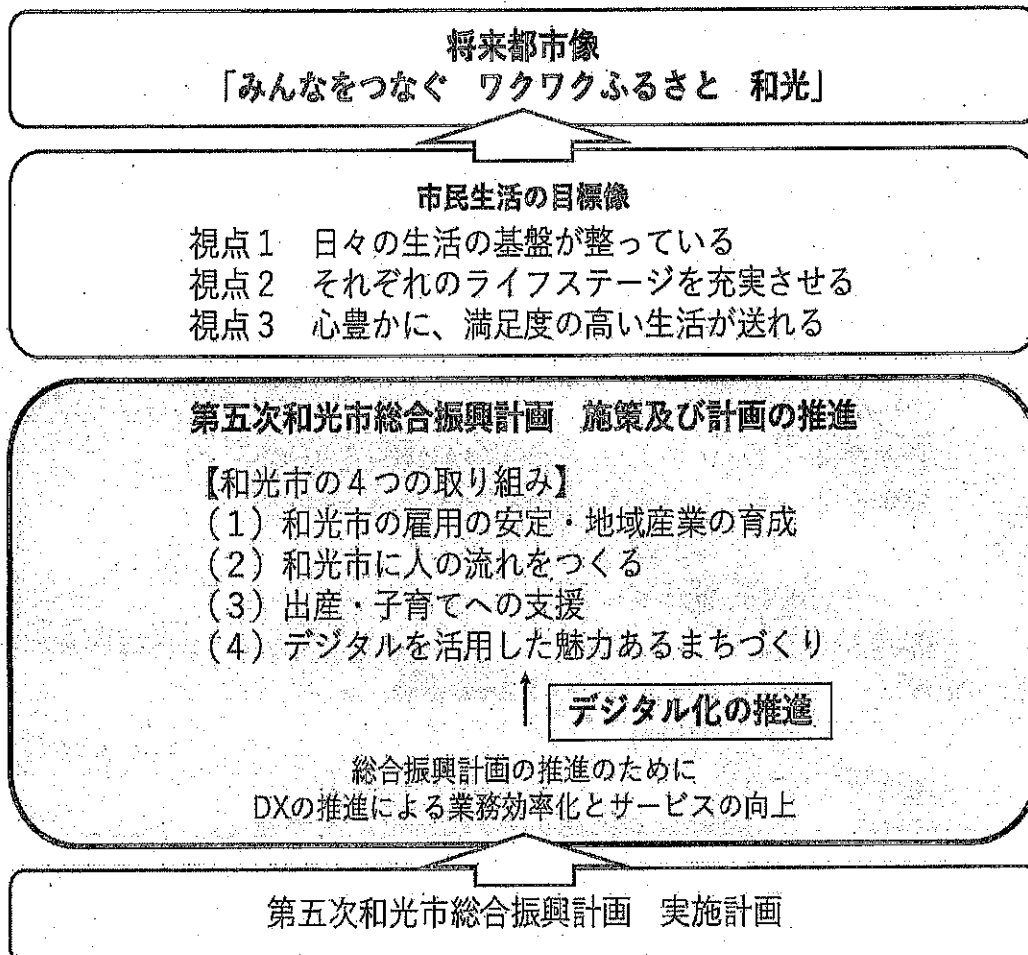 将来都市像
「みんなをつなぐ　ワクワクふるさと　和光」
市民生活の目標像
視点１　日々の生活の基盤が整っている
視点２　それぞれのライフステージを充実させる
視点３　心豊かに、満足度の高い生活が送れる
第五次和光市総合振興計画　施策及び計画の推進
【和光市の４つの取り組み】
（１）和光市の雇用の安定・地域産業の育成
（２）和光市に人の流れをつくる
（３）出産・子育てへの支援
（４）デジタルを活用した魅力あるまちづくり
デジタル化の推進
総合振興計画の推進のために
DXの推進による業務効率化とサービスの向上
第五次和光市総合振興計画　実施計画